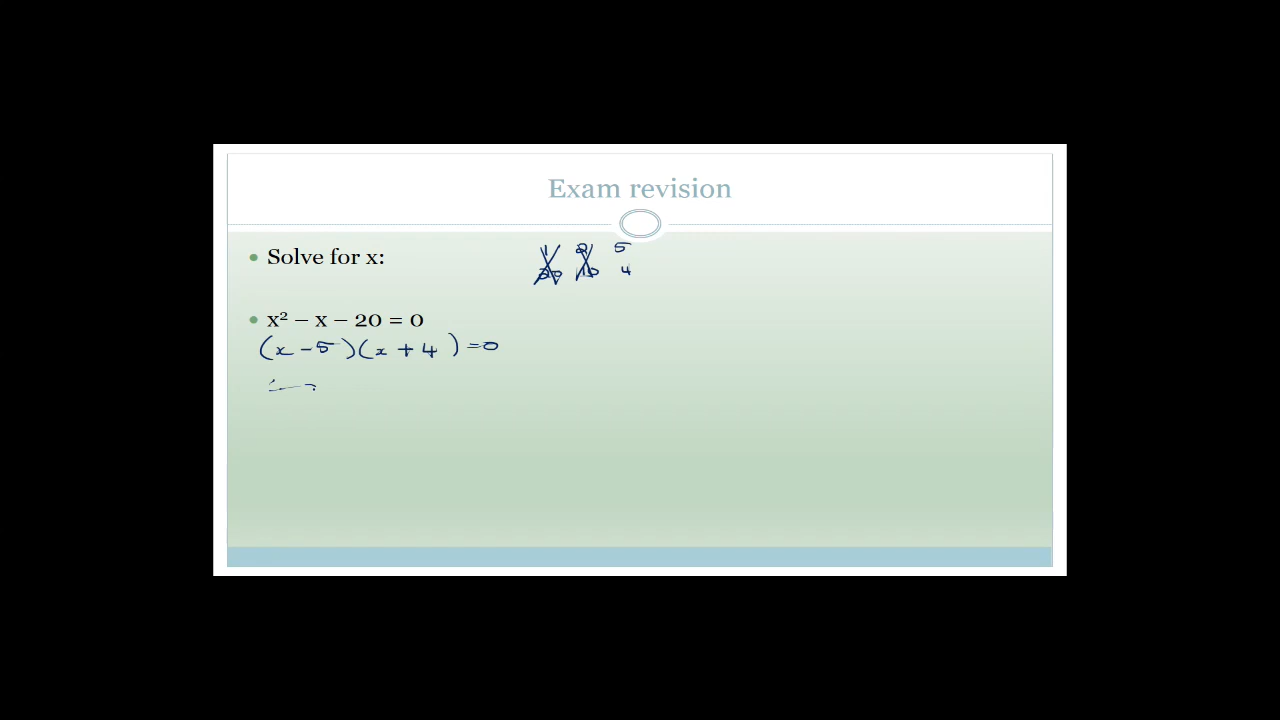 Exam revision
Solve for x:
1 2 5
20 10 4
x² – x – 20 = 0
(x – 5)(x + 4) = 0